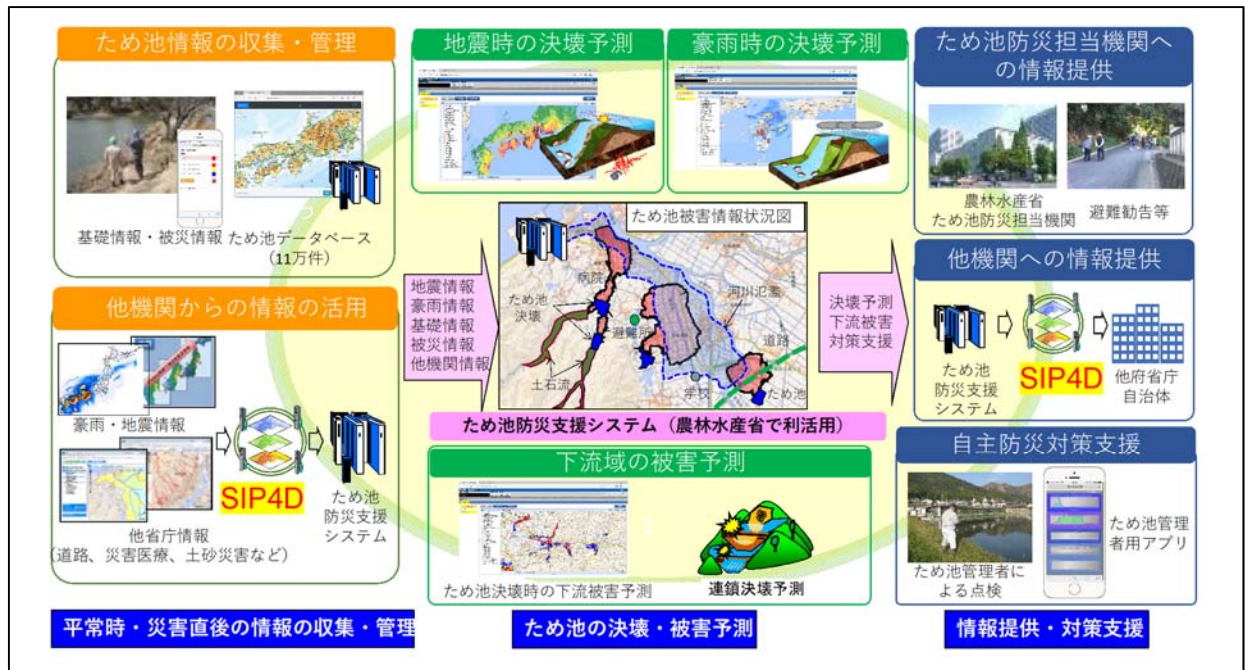 ため池情報の収集・管理
基礎情報・被災情報
ため池データベース
(11万件)
他機関からの情報の活用
豪雨・地震情報
他省庁情報
(道路、災害医療、土砂災害など)
SIP4D
ため池
防災支援
システム
平常時・災害直後の情報の収集・管理
地震時の決壊予測
豪雨時の決壊予測
地震情報
豪雨情報
基礎情報
被災情報
他機関情報
ため池被害情報状況図
病院
ため池
決壊
避難所
土石流
河川氾濫
道路
学校
ため池
決壊予測
下流被害
対策支援
ため池防災支援システム(農林水産省で利活用)
下流域の被害予測
ため池決壊時の下流被害予測
連鎖決壊予測
ため池の決壊・被害予測
ため池防災担当機関へ
の情報提供
農林水産省
ため池防災担当機関
避難勧告等
他機関への情報提供
ため池
防災支援
システム
SIP4D
他府省庁
自治体
自主防災対策支援
ため池管理者に
よる点検
ため池管理
者用アプリ
情報提供・対策支援